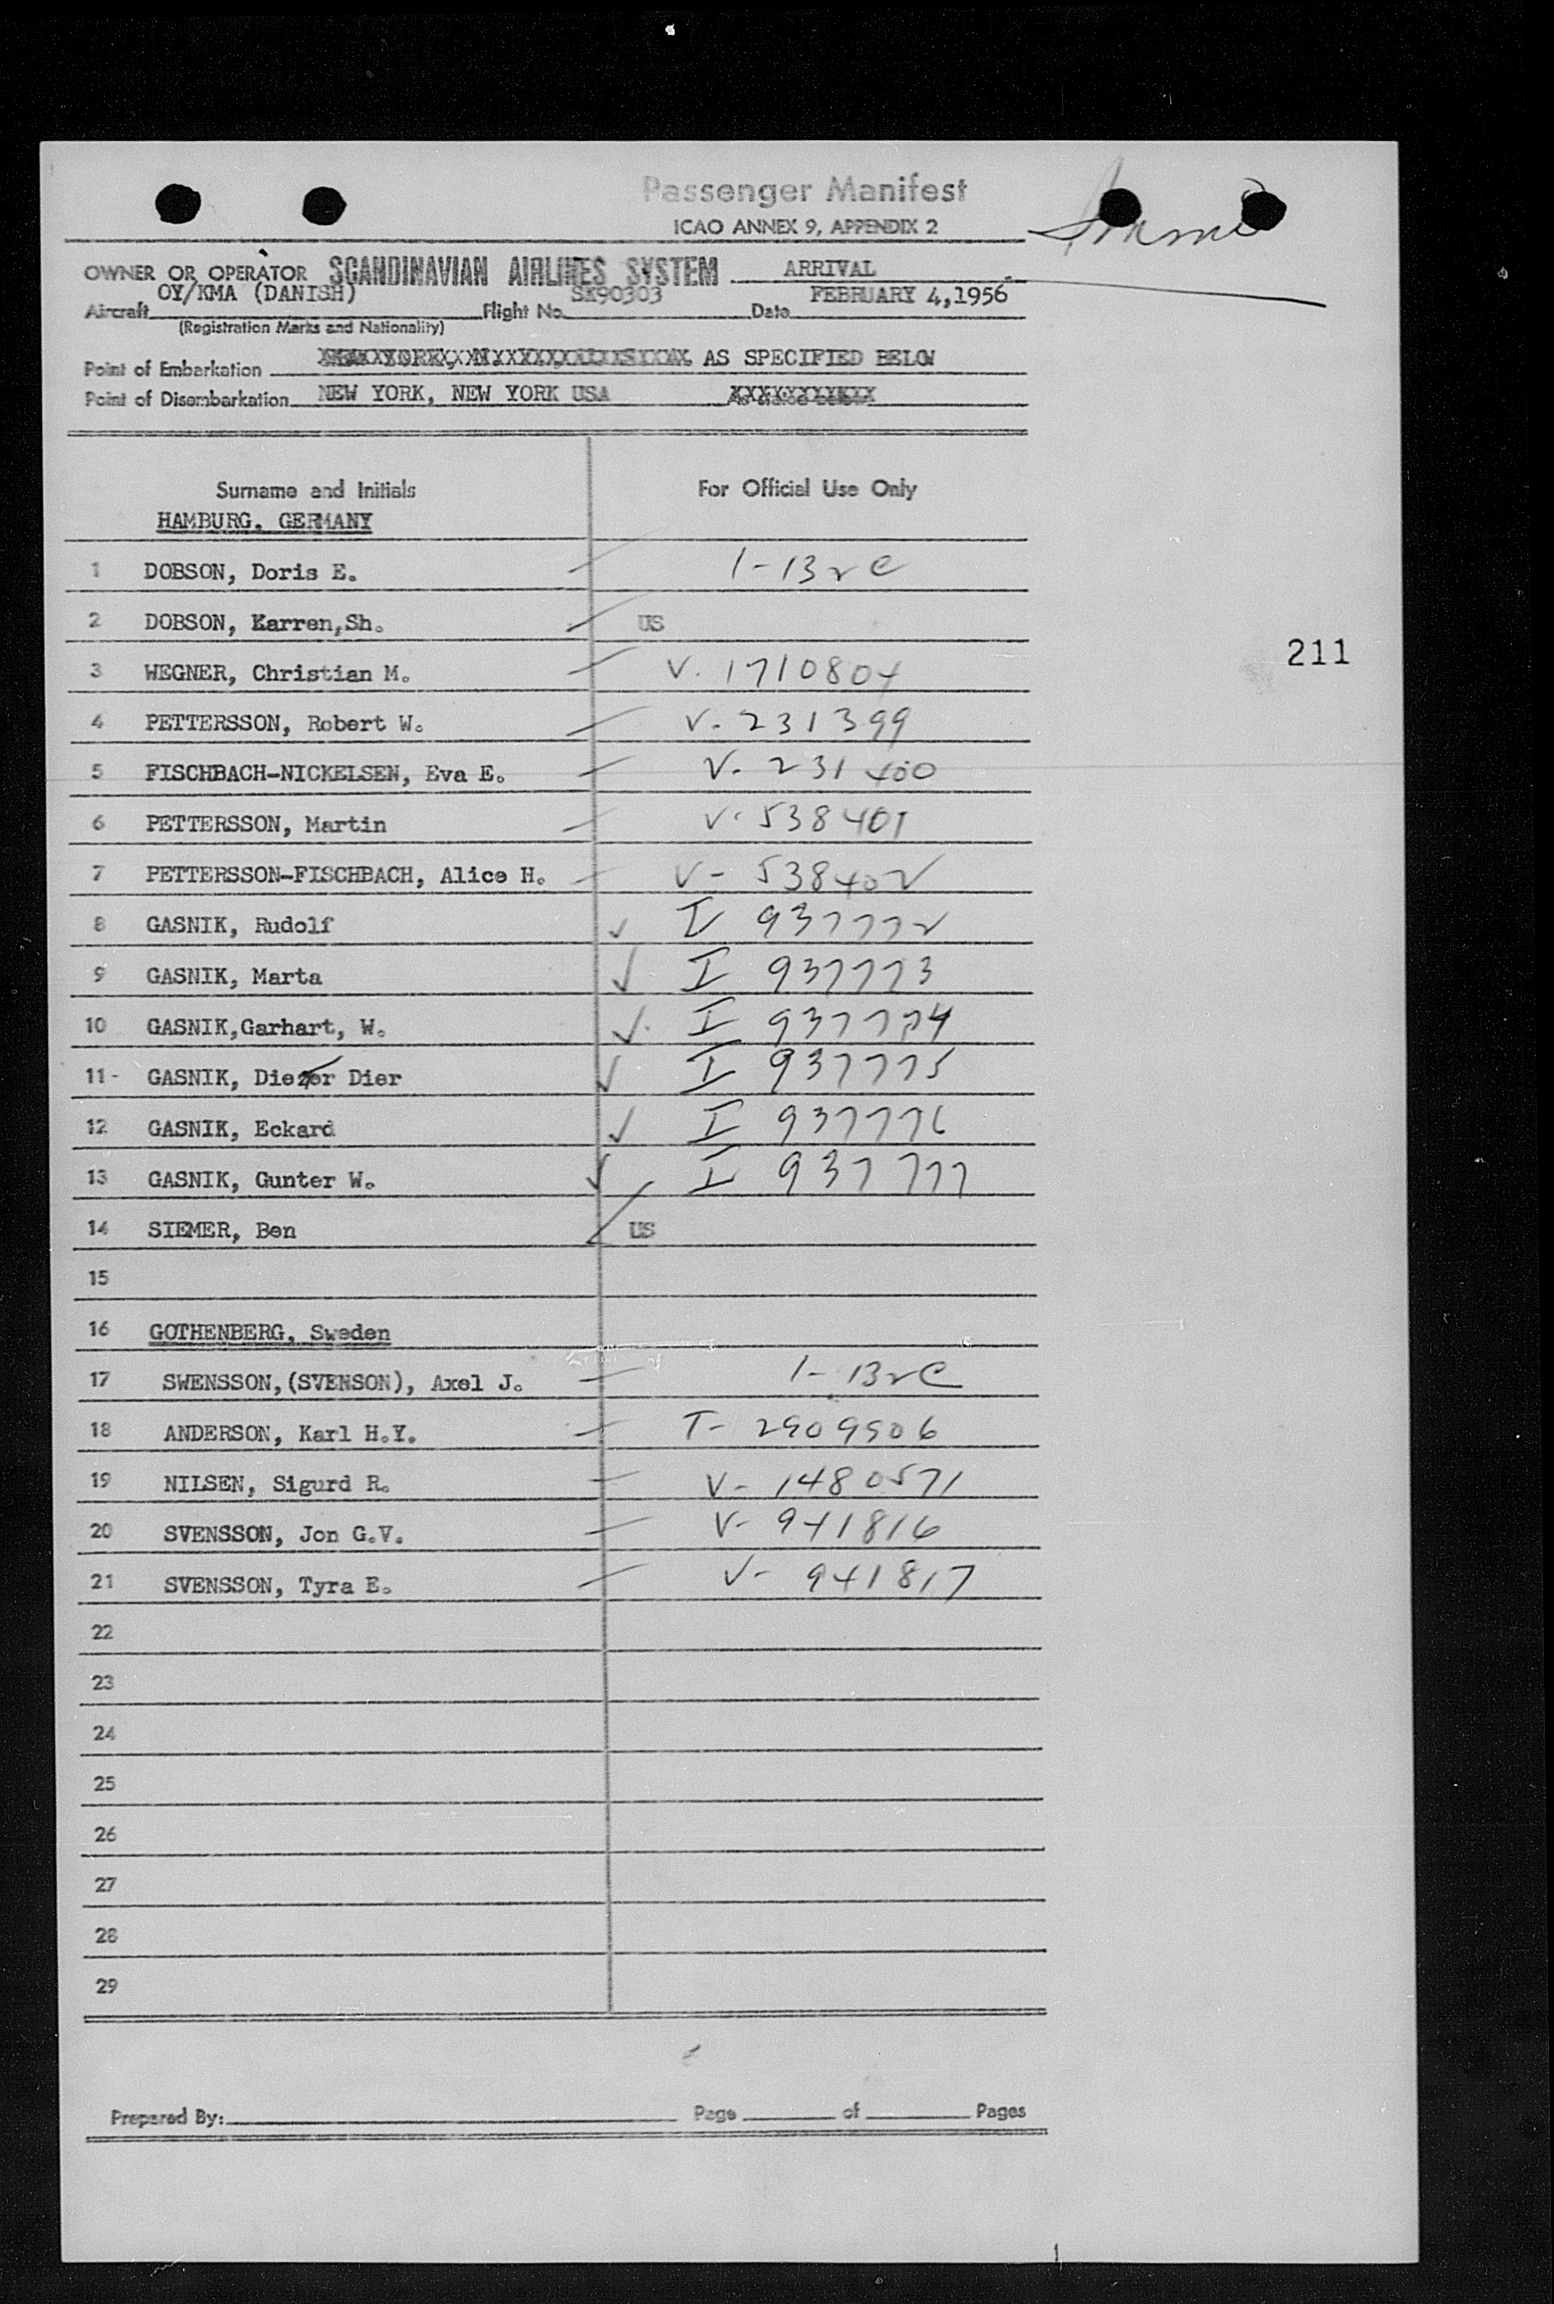 Passenger Manifest
ICAO ANNEX 9, APPENDIX 2
OWNER OR OPERATOR SCANDINAVIAN AIRLINES SYSTEM ARRIVAL
OY/KMA (DANISH) SK90303 FEBRUARY 4,1956
Aircraft Flight No. Date
(Registration Marks and Nationality)
Point of Embarkation AS SPECIFIED BELOW
Point of Disembarkation NEW YORK, NEW YORK USA
Surname and Initials For Official Use Only
HAMBURG, GERMANY
1 DOBSON, Doris E. 1-13
2 DOBSON, Karren,Sh. US
211
3 WEGNER, Christian M. V. 1710804
4 PETTERSSON, Robert W. V-231399
5 FISCHBACH-NICKELSEN, Eva E. V-231400
6 PETTERSSON, Martin V-538401
7 PETTERSSON-FISCHBACH, Alice H. V-538402
8 GASNIK, Rudolf I 937772
9 GASNIK, Marta I 937773
10 GASNIK,Garhart, W. I 937774
11- GASNIK, Dieter Dier I 937775
12 GASNIK, Eckard I 937776
13 GASNIK, Gunter W. I 937777
14 SIEMER, Ben US
15
16 GOTHENBERG, Sweden
17 SWENSSON,(SVENSON), Axel J. 1-13
18 ANDERSON, Karl H.Y. T-2909906
19 NILSEN, Sigurd R. V-1480571
20 SVENSSON, Jon G.V. V-941816
21 SVENSSON, Tyra E. V-941817
22
23
24
25
26
27
28
29
Prepared By: Page of Pages